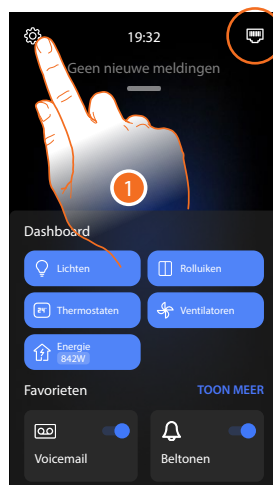 19:32
Geen nieuwe meldingen
1
Dashboard
Lichten
Rolluiken
Thermostaten
Ventilatoren
Energie
842W
Favorieten
TOON MEER
Voicemail
Beltonen